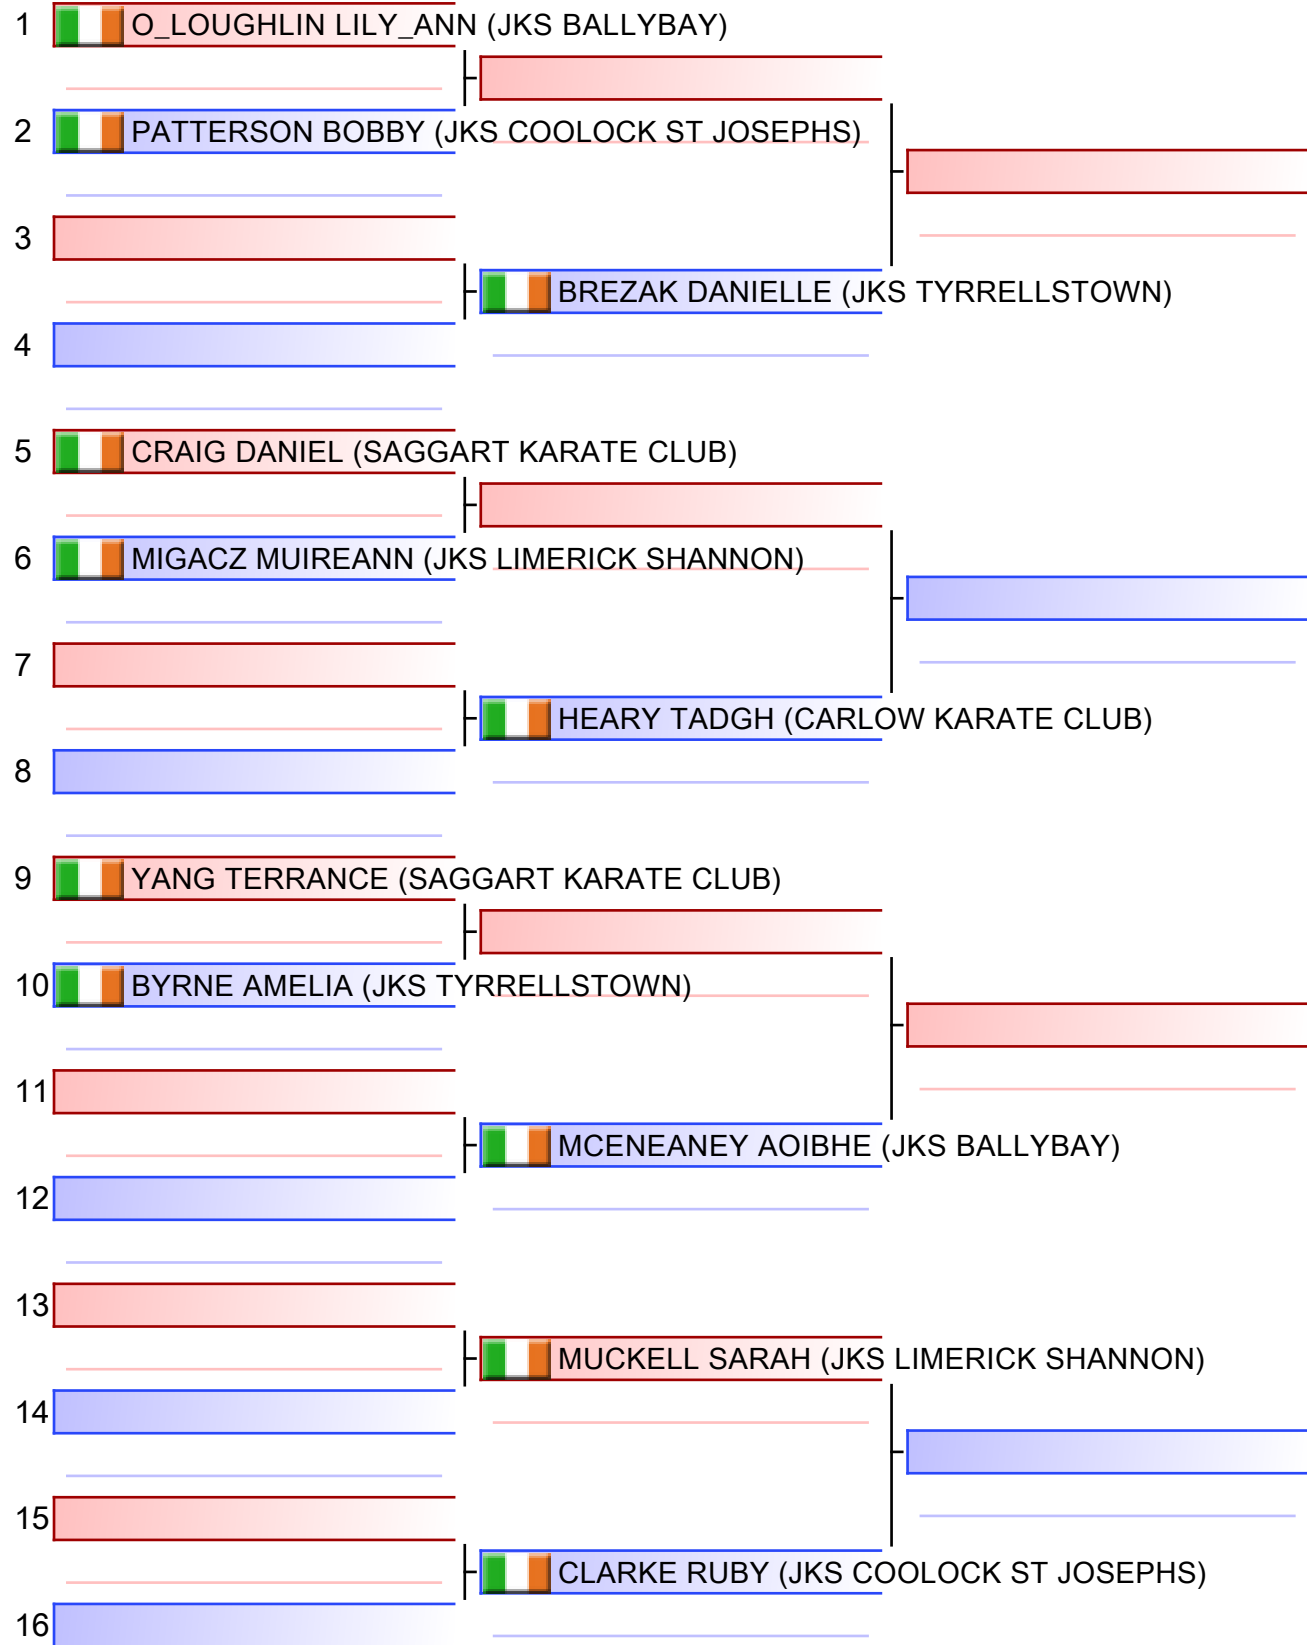 1 O_LOUGHLIN LILY_ANN (JKS BALLYBAY)
2 PATTERSON BOBBY (JKS COOLOCK ST JOSEPHS)
3
BREZAK DANIELLE (JKS TYRRELLSTOWN)
4
5 CRAIG DANIEL (SAGGART KARATE CLUB)
6 MIGACZ MUIREANN (JKS LIMERICK SHANNON)
7
HEARY TADGH (CARLOW KARATE CLUB)
8
9 YANG TERRANCE (SAGGART KARATE CLUB)
10 BYRNE AMELIA (JKS TYRRELLSTOWN)
11
MCENEANEY AOIBHE (JKS BALLYBAY)
12
13
MUCKELL SARAH (JKS LIMERICK SHANNON)
14
15
CLARKE RUBY (JKS COOLOCK ST JOSEPHS)
16